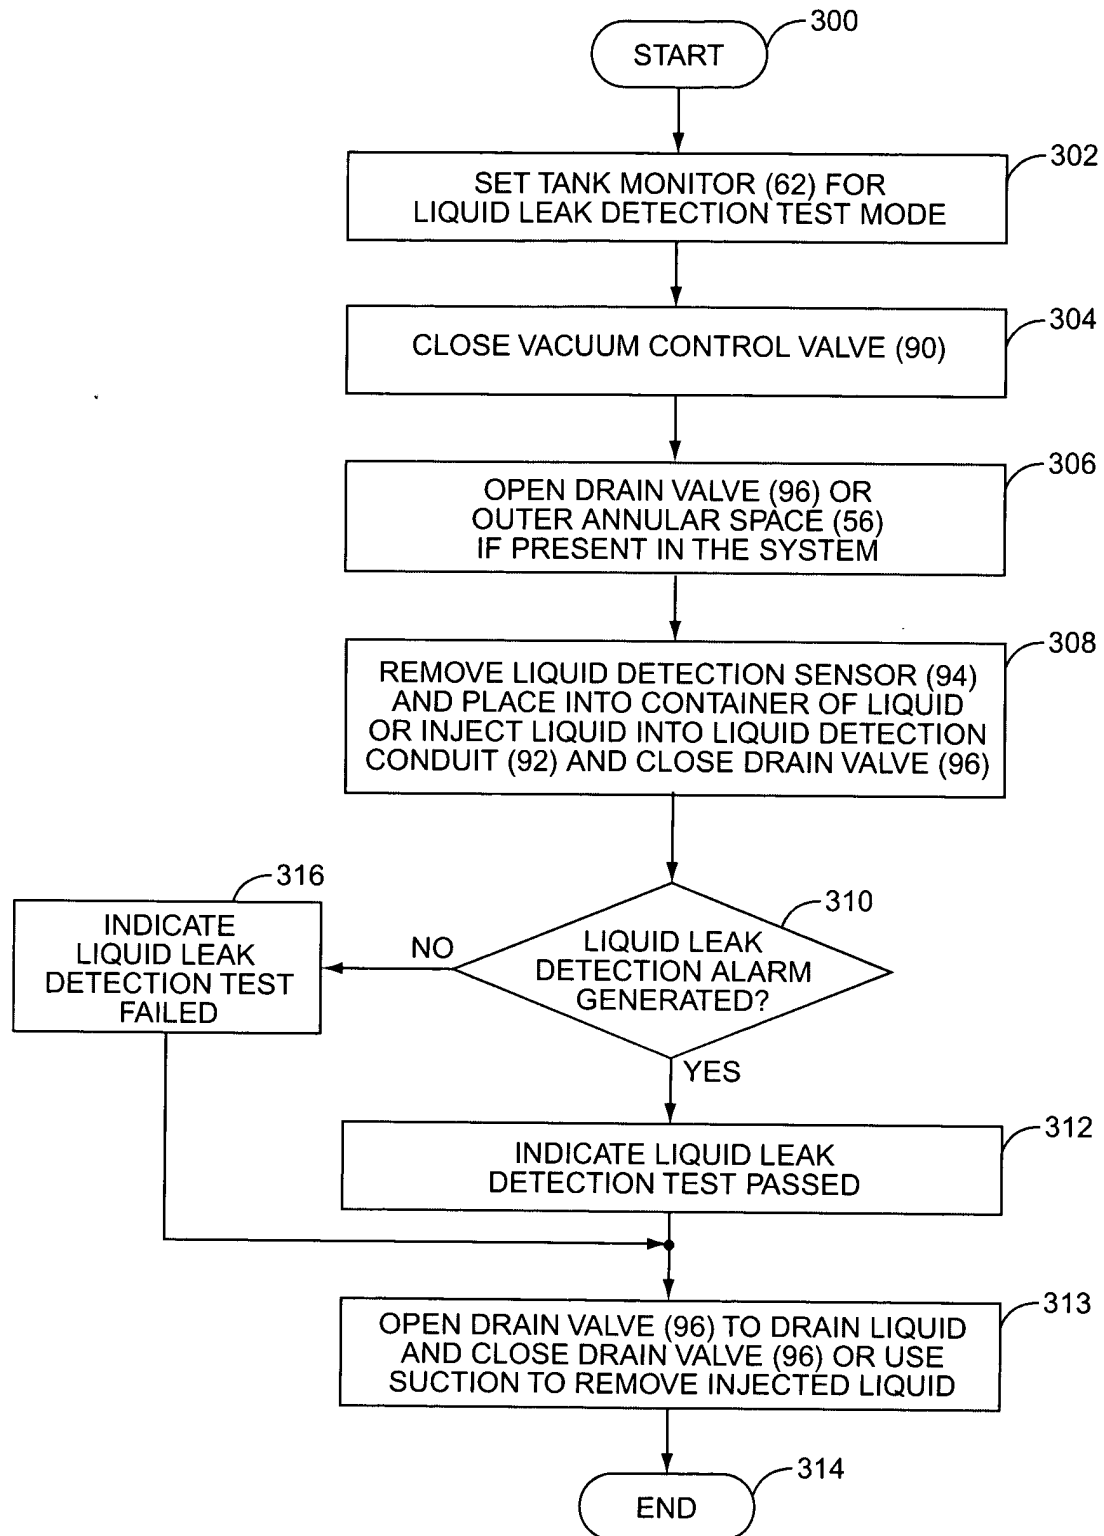 300
START
302
SET TANK MONITOR (62) FOR
LIQUID LEAK DETECTION TEST MODE
304
CLOSE VACUUM CONTROL VALVE (90)
306
OPEN DRAIN VALVE (96) OR
OUTER ANNULAR SPACE (56)
IF PRESENT IN THE SYSTEM
308
REMOVE LIQUID DETECTION SENSOR (94)
AND PLACE INTO CONTAINER OF LIQUID
OR INJECT LIQUID INTO LIQUID DETECTION
CONDUIT (92) AND CLOSE DRAIN VALVE (96)
310
LIQUID LEAK
DETECTION ALARM
GENERATED?
NO
316
INDICATE
LIQUID LEAK
DETECTION TEST
FAILED
YES
312
INDICATE LIQUID LEAK
DETECTION TEST PASSED
313
OPEN DRAIN VALVE (96) TO DRAIN LIQUID
AND CLOSE DRAIN VALVE (96) OR USE
SUCTION TO REMOVE INJECTED LIQUID
314
END